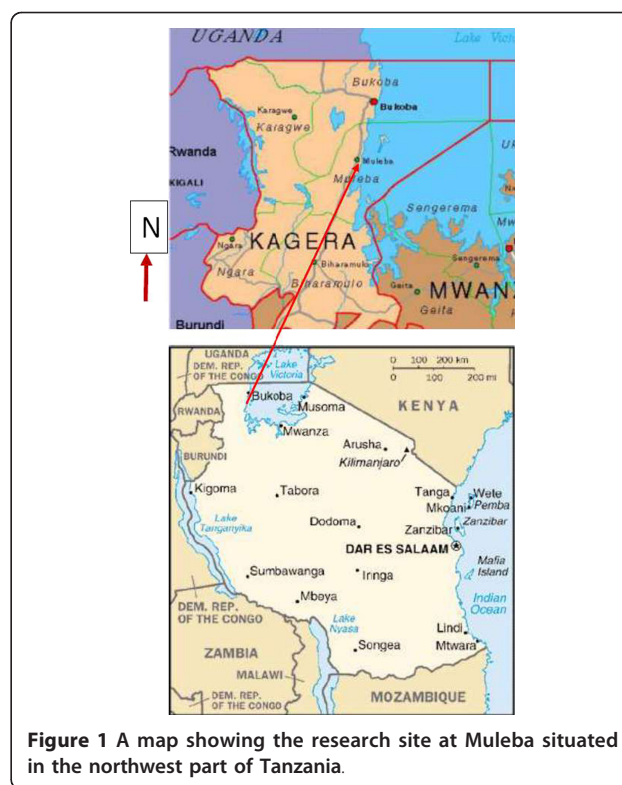 UGANDA
Lake Victoria
Bukoba
Karagwe
Bukoba
Karagwe
Rwanda
Muleba
KIGALI
Muleba
Sengerema
N
KAGERA
Ngara
Ngara
Biharamulo
Sengerema
Biharamulo
Geita
MWAN
Geita
Burundi
UGANDA
DEM. REP.
OF THE CONGO
Lake
Victoria
0 100 200 km
0 100 200 mi
Bukoba
RWANDA
Musoma
KENYA
Mwanza
BURUNDI
Arusha
Kilimanjaro
Kigoma
Tabora
Tanga
Wete
Pemba
Mkoani
Lake
Tanganyika
Dodoma
Zanzibar
Zanzibar
DAR ES SALAAM
Mafia
Island
Sumbawanga
Iringa
Mbeya
Indian
Ocean
DEM. REP.
OF THE CONGO
Lake
Nyasa
Lindi
ZAMBIA
Songea
Mtwara
MALAWI
DEM. REP.
OF THE CONGO
MOZAMBIQUE
Figure 1 A map showing the research site at Muleba situated
in the northwest part of Tanzania.